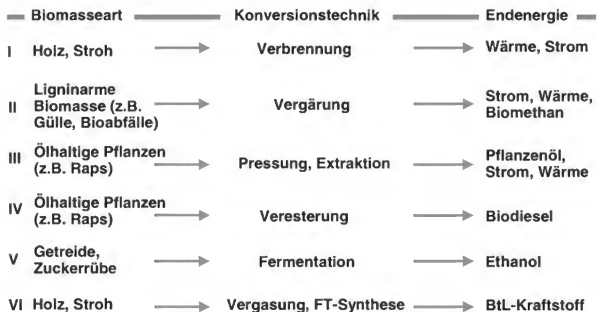 Biomasseart Konversionstechnik Endenergie
I Holz, Stroh Verbrennung Wärme, Strom
Ligninarme
II Biomasse (z.B. Vergärung Strom, Wärme,
Gülle, Bioabfälle) Biomethan
III Ölhaltige Pflanzen Pressung, Extraktion Pflanzenöl,
(z.B. Raps) Strom, Wärme
IV Ölhaltige Pflanzen Veresterung Biodiesel
(z.B. Raps)
V Getreide, Fermentation Ethanol
Zuckerrübe
VI Holz, Stroh Vergasung, FT-Synthese BtL-Kraftstoff